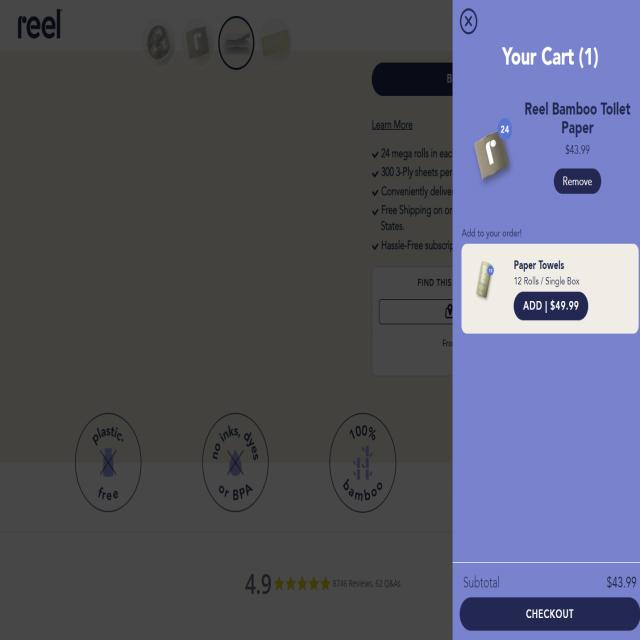 reel
r
B
Learn More
24 mega rolls in eac
300 3-Ply sheets per
Conveniently delive
Free Shipping on or
States.
Hassle-Free subscrip
FIND THIS
Fro
plastic-
free
no inks, dyes
or BPA
100%
bamboo
4.9
8746 Reviews, 62 Q&As
Your Cart (1)
24
r
Reel Bamboo Toilet
Paper
$43.99
Remove
Add to your order!
Paper Towels
12 Rolls / Single Box
ADD | $49.99
Subtotal
$43.99
CHECKOUT